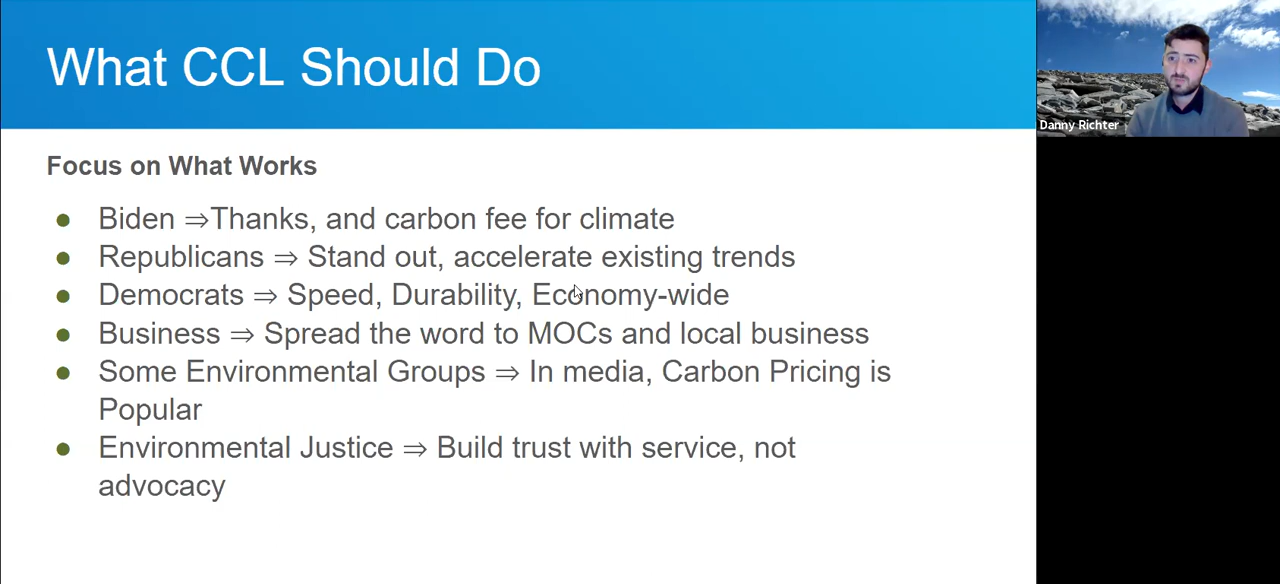 What CCL Should Do
Danny Richter
Focus on What Works
● Biden ⇒Thanks, and carbon fee for climate
● Republicans ⇒ Stand out, accelerate existing trends
● Democrats ⇒ Speed, Durability, Economy-wide
● Business ⇒ Spread the word to MOCs and local business
● Some Environmental Groups ⇒ In media, Carbon Pricing is
Popular
● Environmental Justice ⇒ Build trust with service, not
advocacy